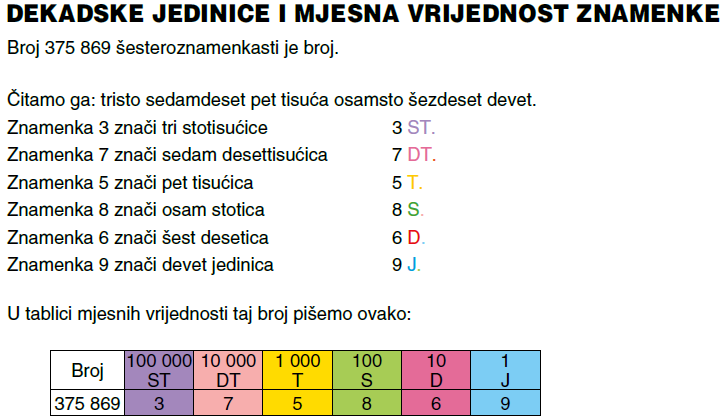 DEKADSKE JEDINICE I MJESNA VRIJEDNOST ZNAMENKE
Broj 375 869 šesteroznamenkasti je broj.
Čitamo ga: tristo sedamdeset pet tisuća osamsto šezdeset devet.
Znamenka 3 znači tri stotisućice 3 ST.
Znamenka 7 znači sedam desettisućica 7 DT.
Znamenka 5 znači pet tisućica 5 T.
Znamenka 8 znači osam stotica 8 S.
Znamenka 6 znači šest desetica 6 D.
Znamenka 9 znači devet jedinica 9 J.
U tablici mjesnih vrijednosti taj broj pišemo ovako:
Broj 100 000 10 000 1 000 100 10 1
ST DT T S D J
375 869 3 7 5 8 6 9